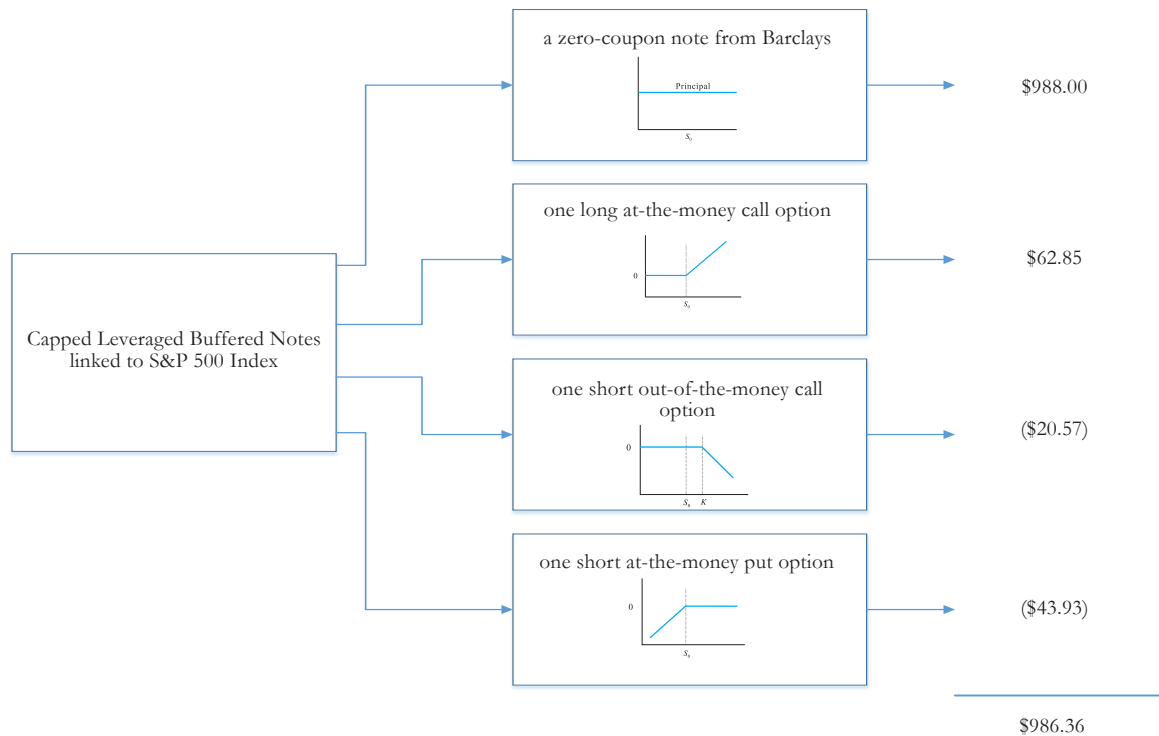 a zero-coupon note from Barclays
Principal
S₀
$988.00
one long at-the-money call option
0
S₀
$62.85
Capped Leveraged Buffered Notes
linked to S&P 500 Index
one short out-of-the-money call
option
0
S₀ K
($20.57)
one short at-the-money put option
0
S₀
($43.93)
$986.36